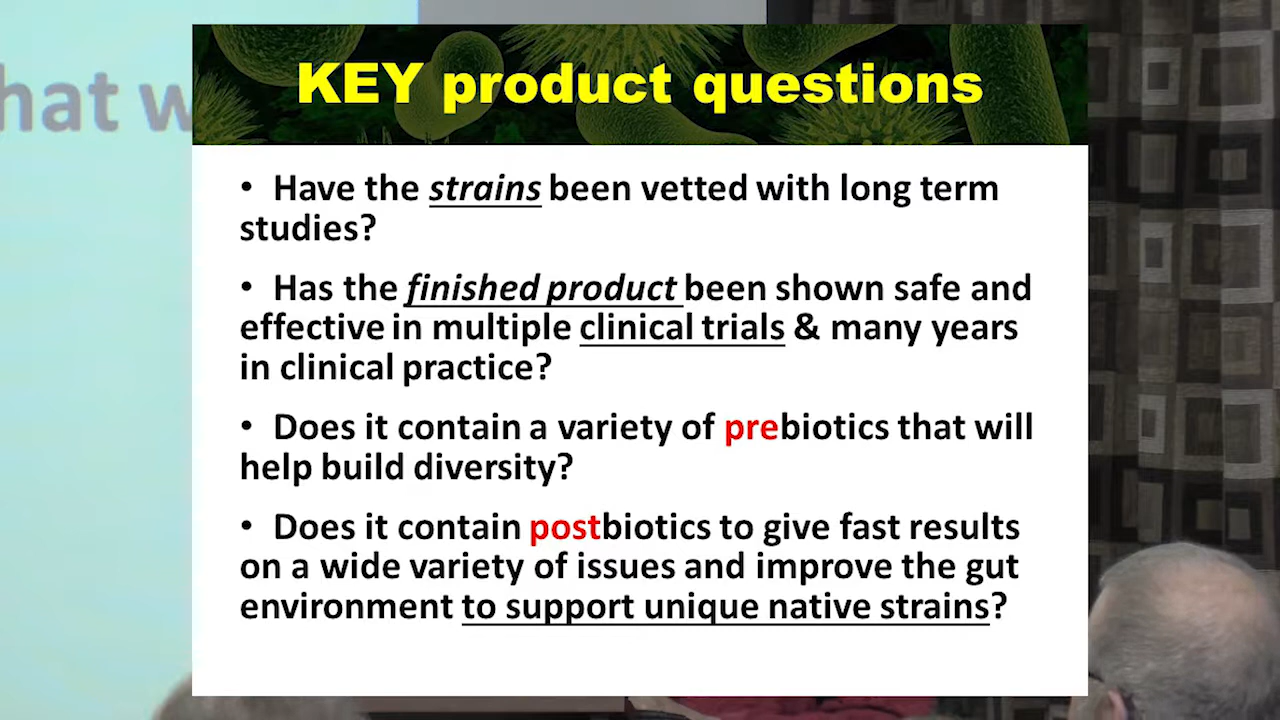 hat w
KEY product questions
• Have the strains been vetted with long term
studies?
• Has the finished product been shown safe and
effective in multiple clinical trials & many years
in clinical practice?
• Does it contain a variety of prebiotics that will
help build diversity?
• Does it contain postbiotics to give fast results
on a wide variety of issues and improve the gut
environment to support unique native strains?